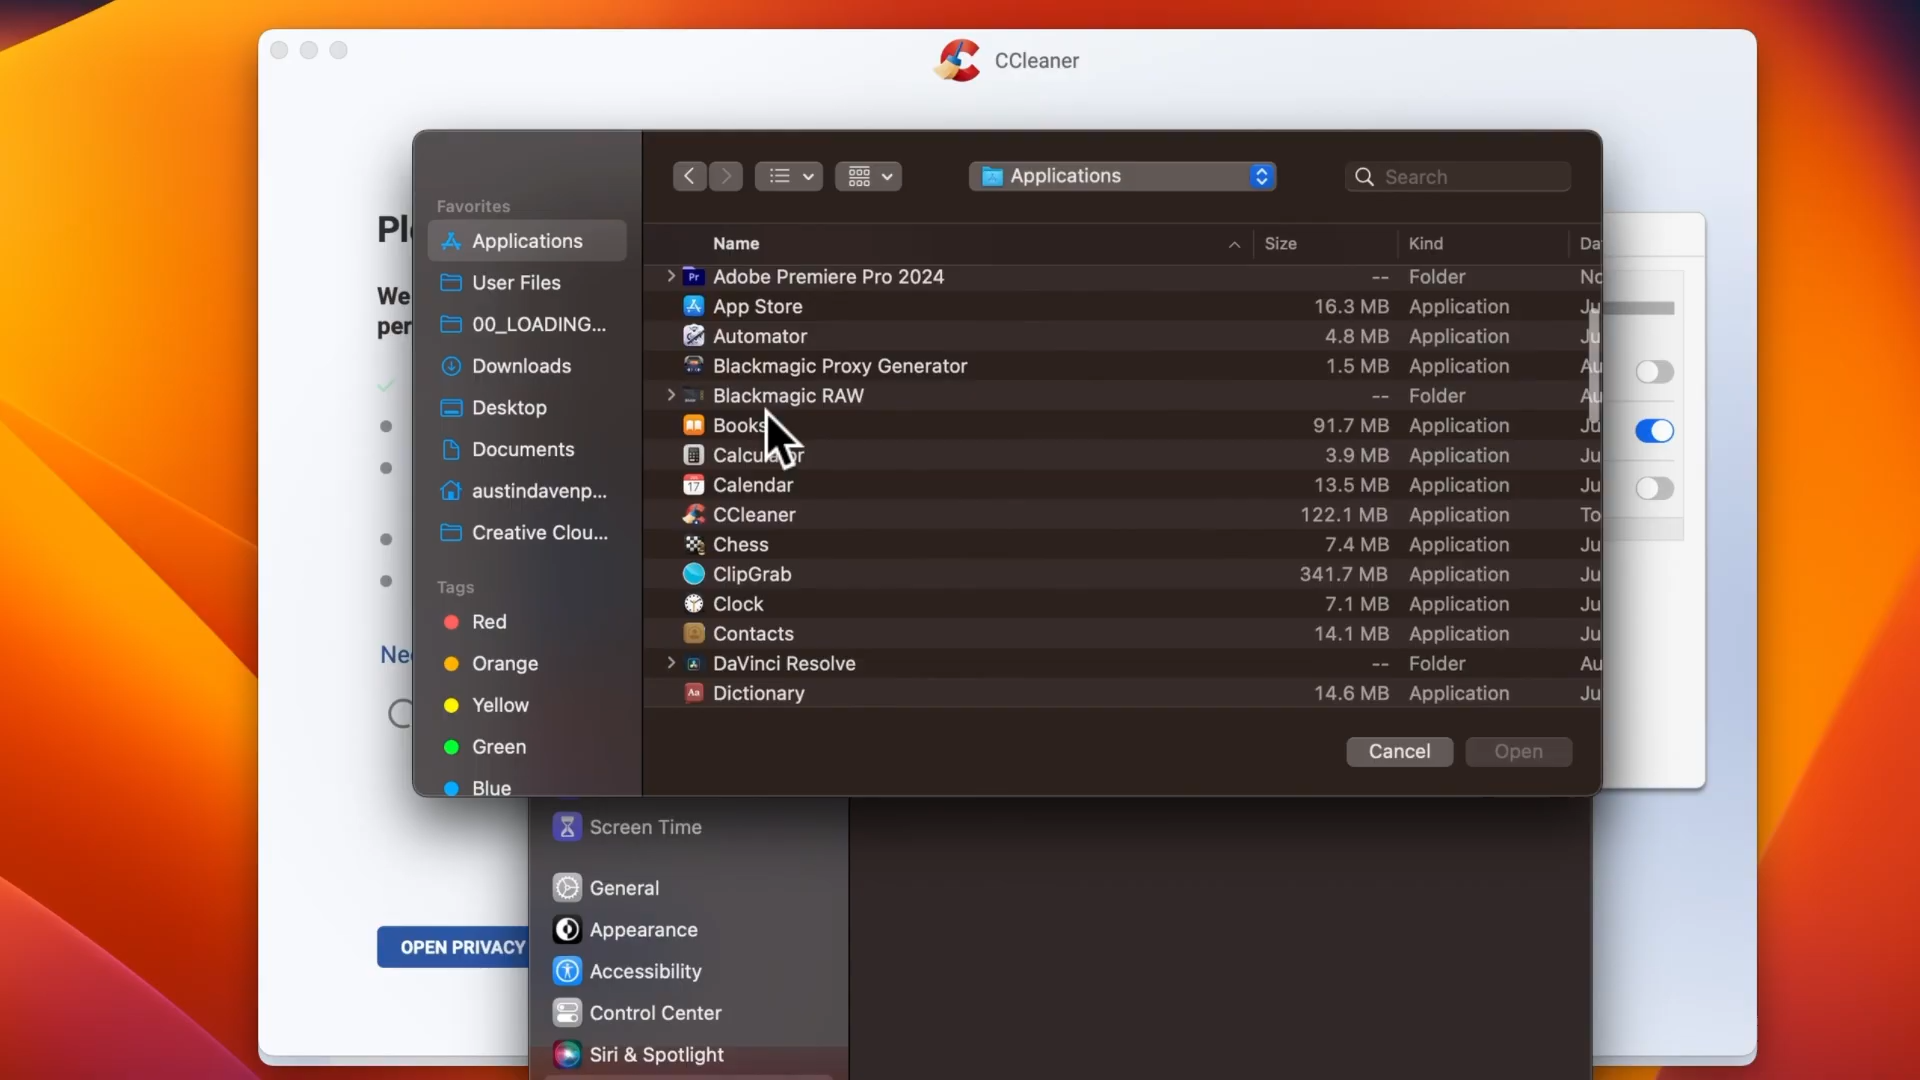 CCleaner
Applications
Search
Favorites
Applications
User Files
00_LOADING...
Downloads
Desktop
Documents
austindavenp...
Creative Clou...
Tags
Red
Orange
Yellow
Green
Blue
Name
Size
Kind
Adobe Premiere Pro 2024 -- Folder
App Store 16.3 MB Application
Automator 4.8 MB Application
Blackmagic Proxy Generator 1.5 MB Application
Blackmagic RAW -- Folder
Books 91.7 MB Application
3.9 MB Application
Calendar 13.5 MB Application
CCleaner 122.1 MB Application
Chess 7.4 MB Application
ClipGrab 341.7 MB Application
Clock 7.1 MB Application
Contacts 14.1 MB Application
DaVinci Resolve -- Folder
Dictionary 14.6 MB Application
Cancel
Open
We
OPEN PRIVACY
Screen Time
General
Appearance
Accessibility
Control Center
Siri & Spotlight